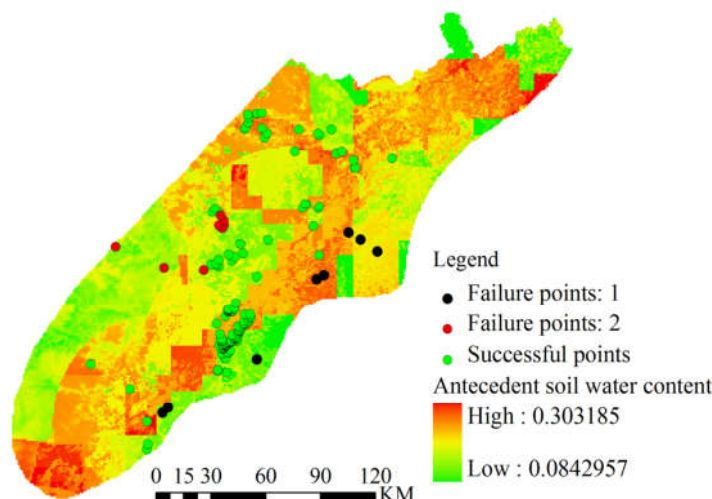 Legend
Failure points: 1
Failure points: 2
Successful points
Antecedent soil water content
High : 0.303185
Low : 0.0842957
0 15 30 60 90 120
KM